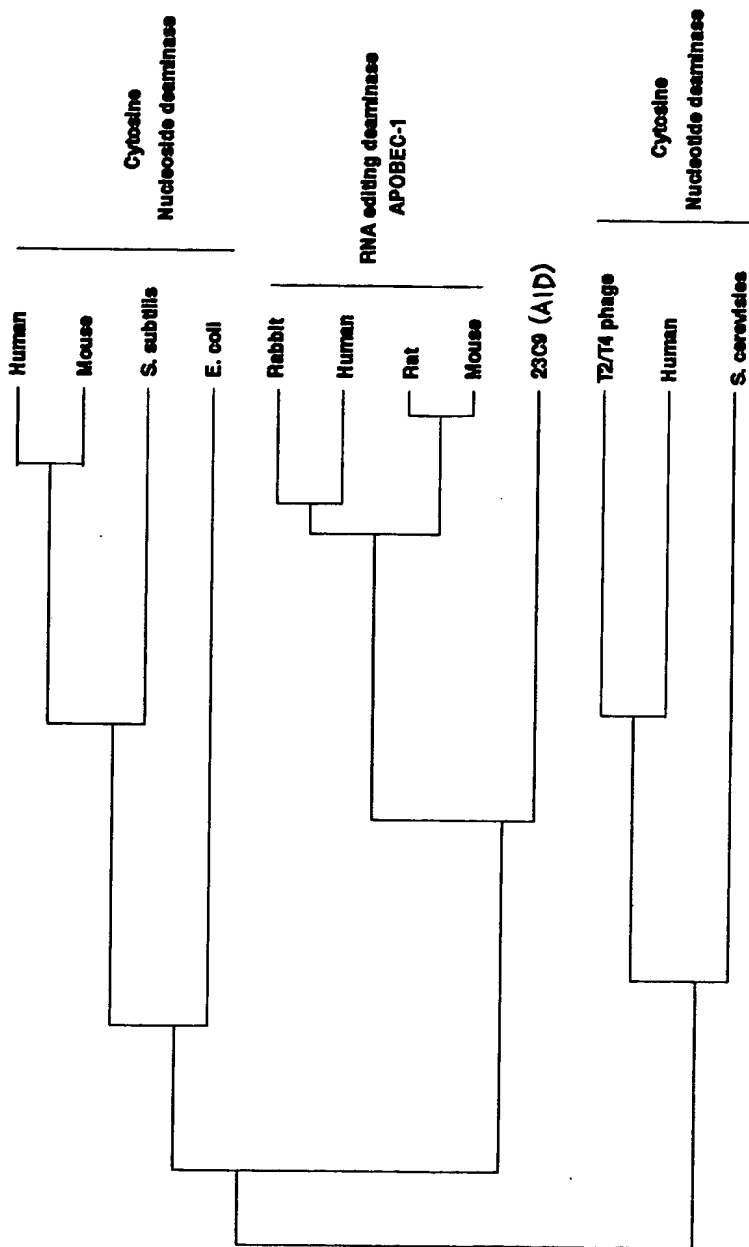 Human
Mouse
S. subtilis
E. coli
Cytosine
Nucleoside deaminase
Rabbit
Human
Rat
Mouse
RNA editing deaminase
APOBEC-1
23C9 (AID)
T2/T4 phage
Human
S. cerevisies
Cytosine
Nucleotide deaminase